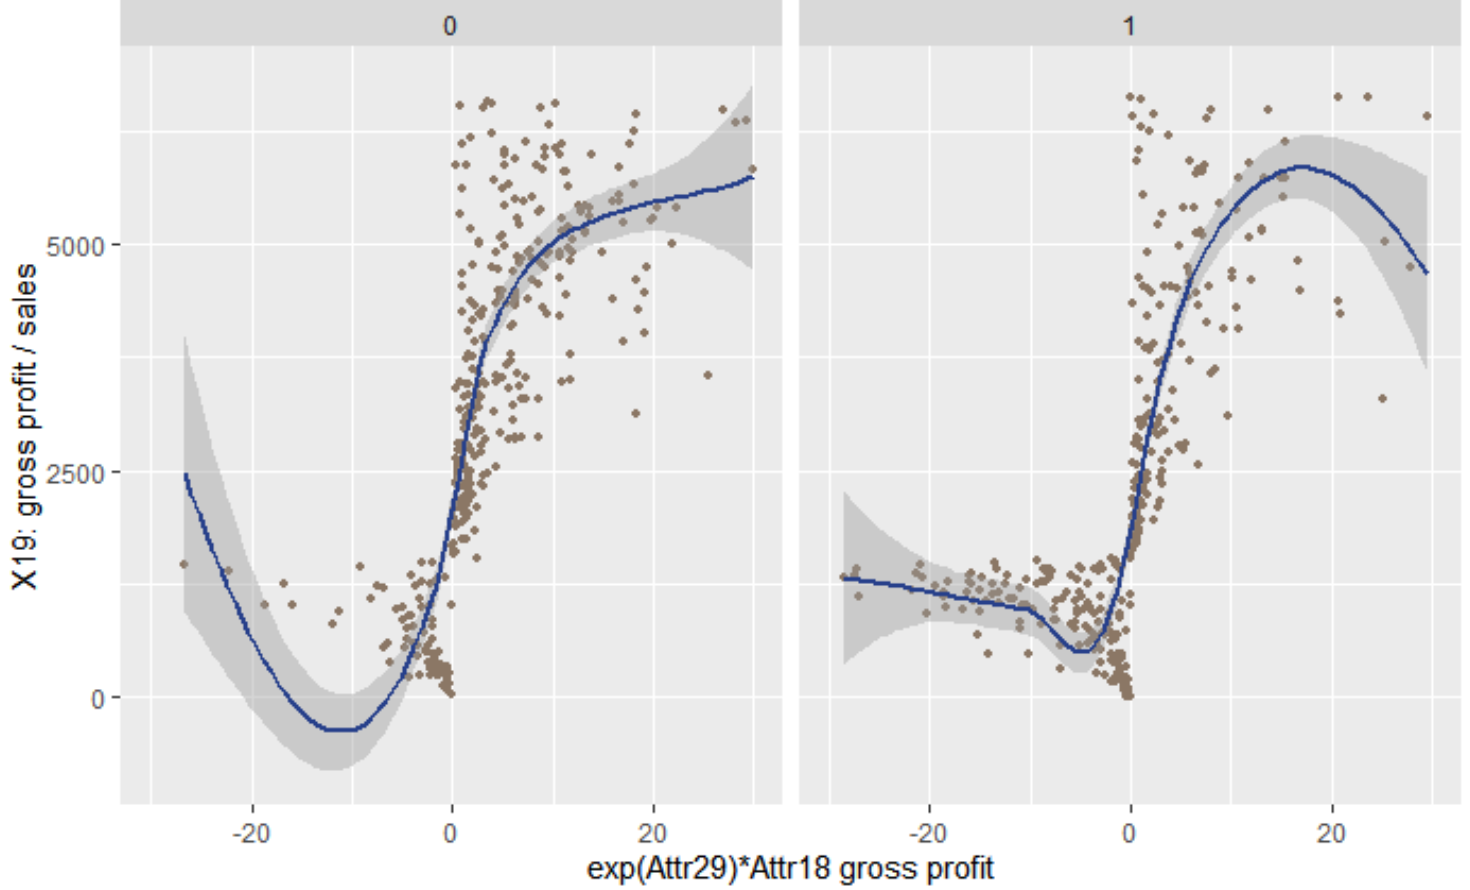 0 1
X19: gross profit / sales
5000
2500
0
-20 0 20 -20 0 20
exp(Attr29)*Attr18 gross profit